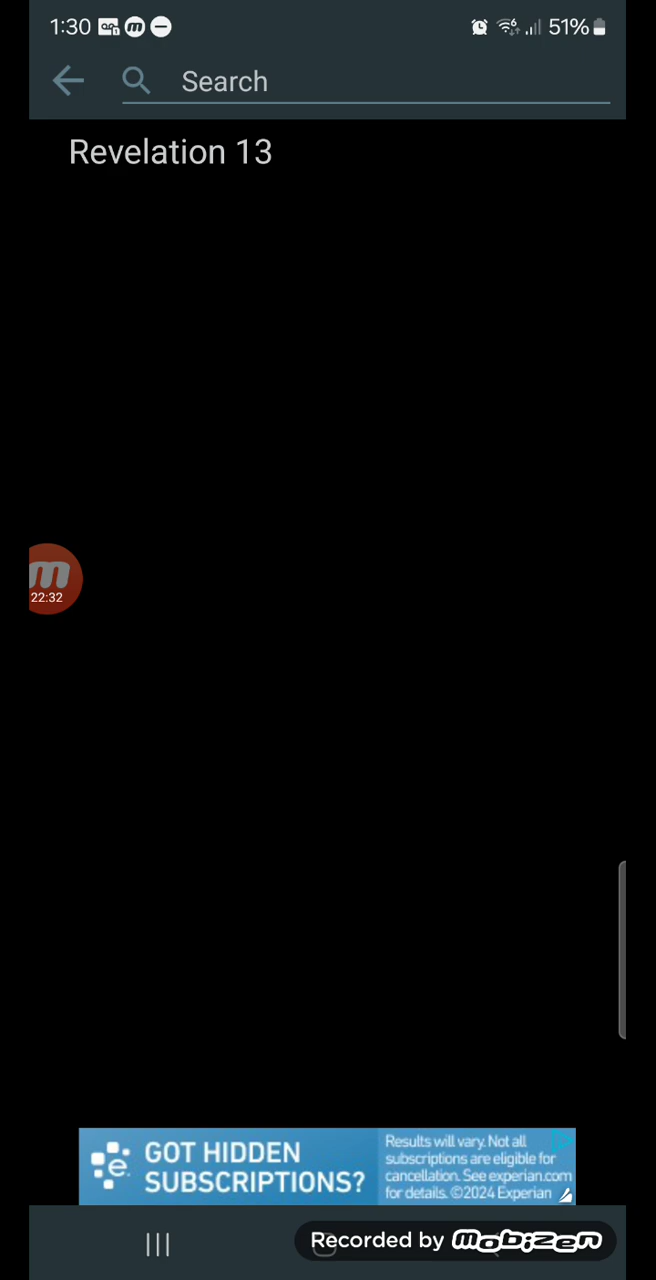 1:30
51%
Search
Revelation 13
m
22:32
e
GOT HIDDEN
SUBSCRIPTIONS?
Results will vary. Not all
subscriptions are eligible for
cancellation. See experian.com
for details. ©2024 Experian
Recorded by mobizen